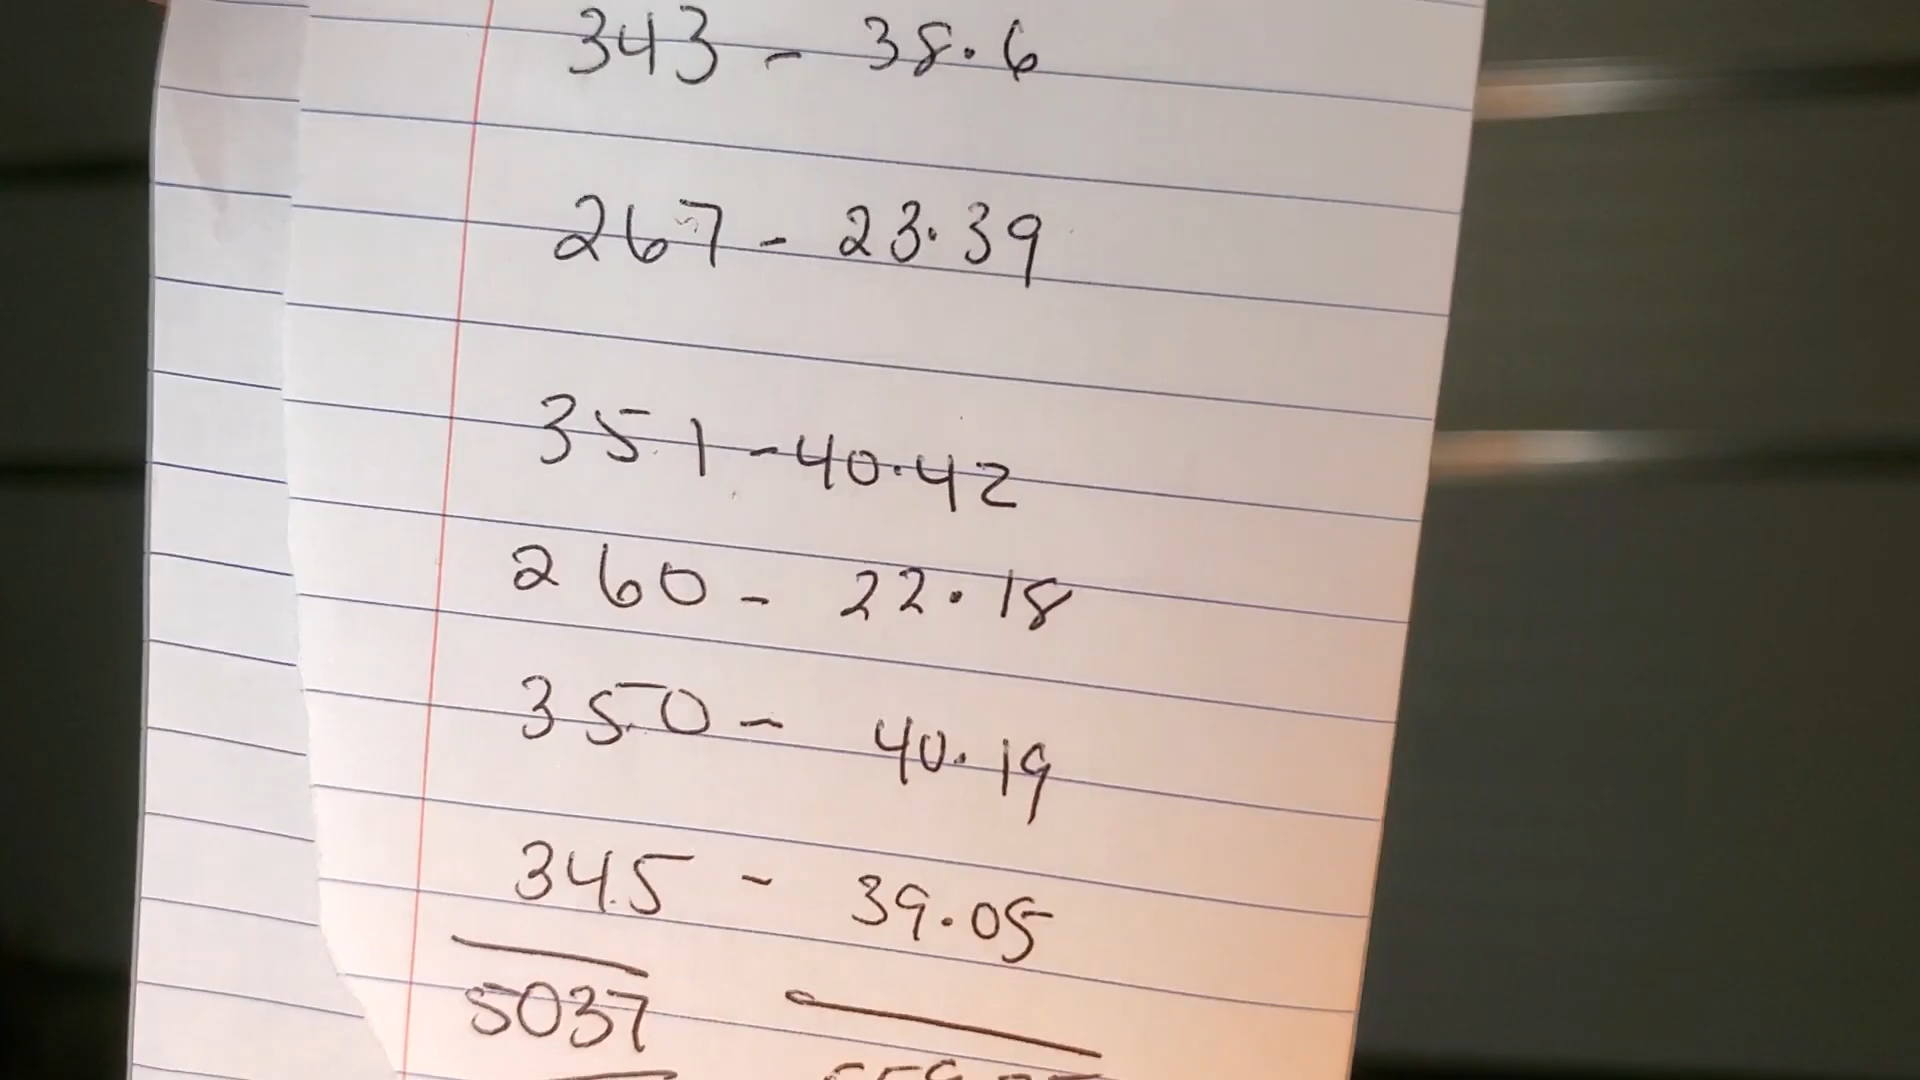 343 - 38.6
267 - 23.39
351 - 40.42
260 - 22.18
350 - 40.19
345 - 39.05
5037